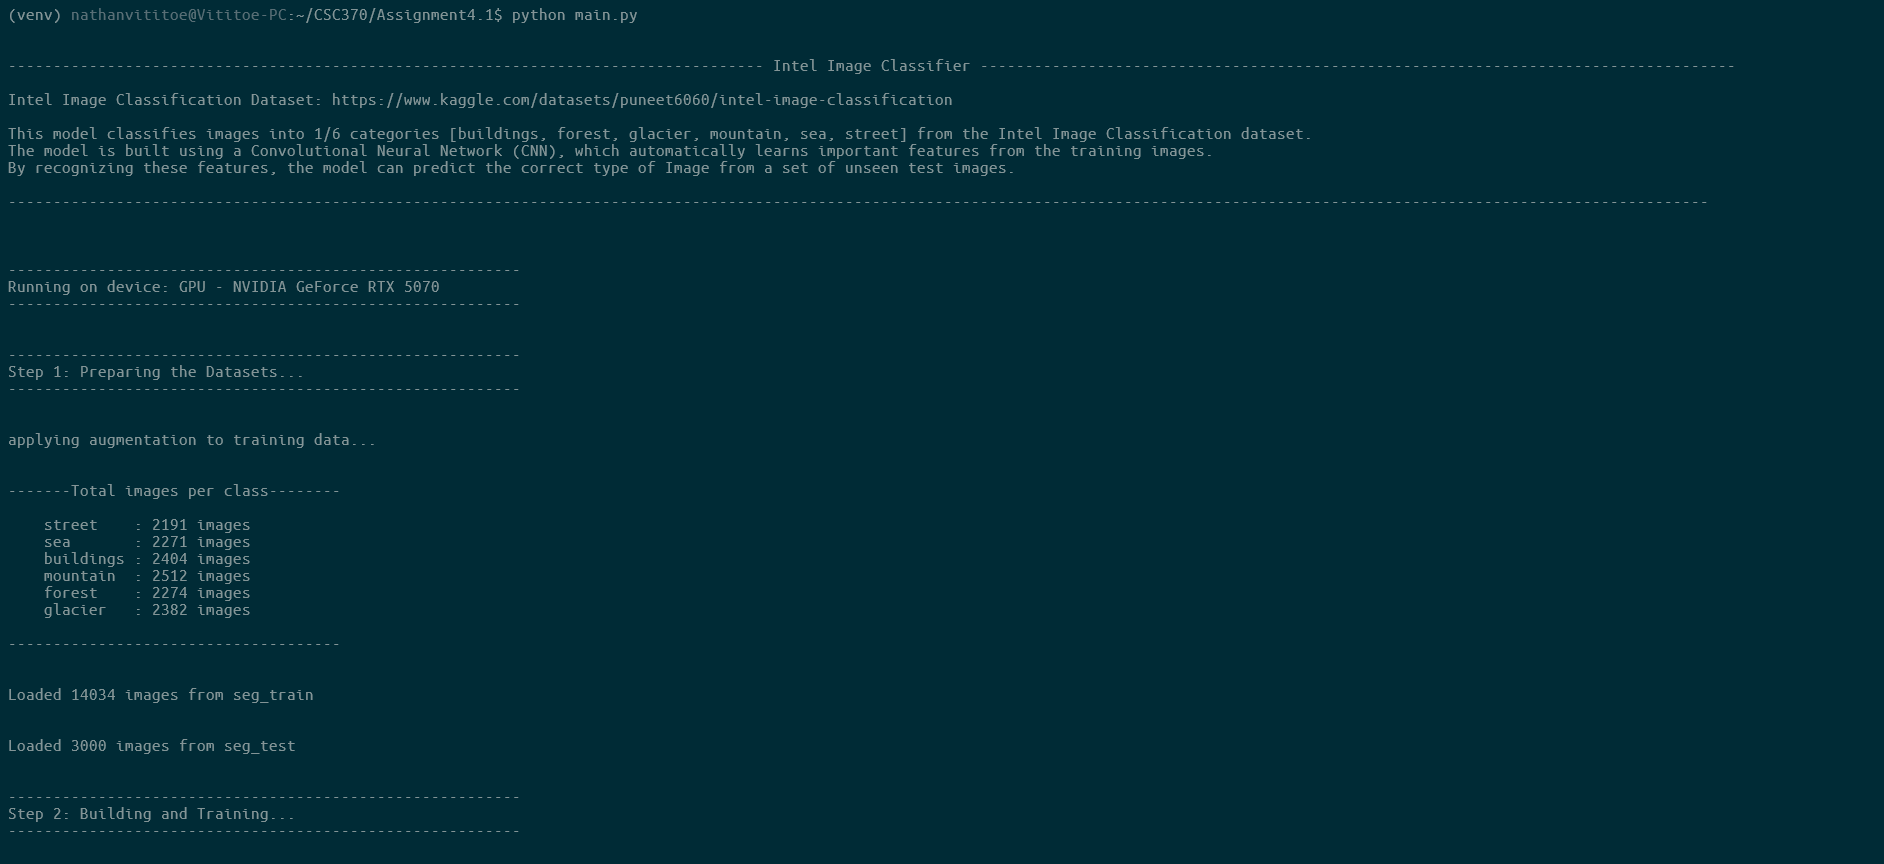 (venv) nathanvititoe@Vititoe-PC:~/CSC370/Assignment4.1$ python main.py
------------------------------------------------------------------------------------ Intel Image Classifier ------------------------------------------------------------------------------------
Intel Image Classification Dataset: https://www.kaggle.com/datasets/puneet6060/intel-image-classification
This model classifies images into 1/6 categories [buildings, forest, glacier, mountain, sea, street] from the Intel Image Classification dataset.
The model is built using a Convolutional Neural Network (CNN), which automatically learns important features from the training images.
By recognizing these features, the model can predict the correct type of Image from a set of unseen test images.
---------------------------------------------------------------------------------------------------------------------------------------------------------------------------------------------
---------------------------------------------------------
Running on device: GPU - NVIDIA GeForce RTX 5070
---------------------------------------------------------
---------------------------------------------------------
Step 1: Preparing the Datasets...
---------------------------------------------------------
applying augmentation to training data...
-------Total images per class--------
street    : 2191 images
sea       : 2271 images
buildings : 2404 images
mountain  : 2512 images
forest    : 2274 images
glacier   : 2382 images
-------------------------------------
Loaded 14034 images from seg_train
Loaded 3000 images from seg_test
---------------------------------------------------------
Step 2: Building and Training...
---------------------------------------------------------